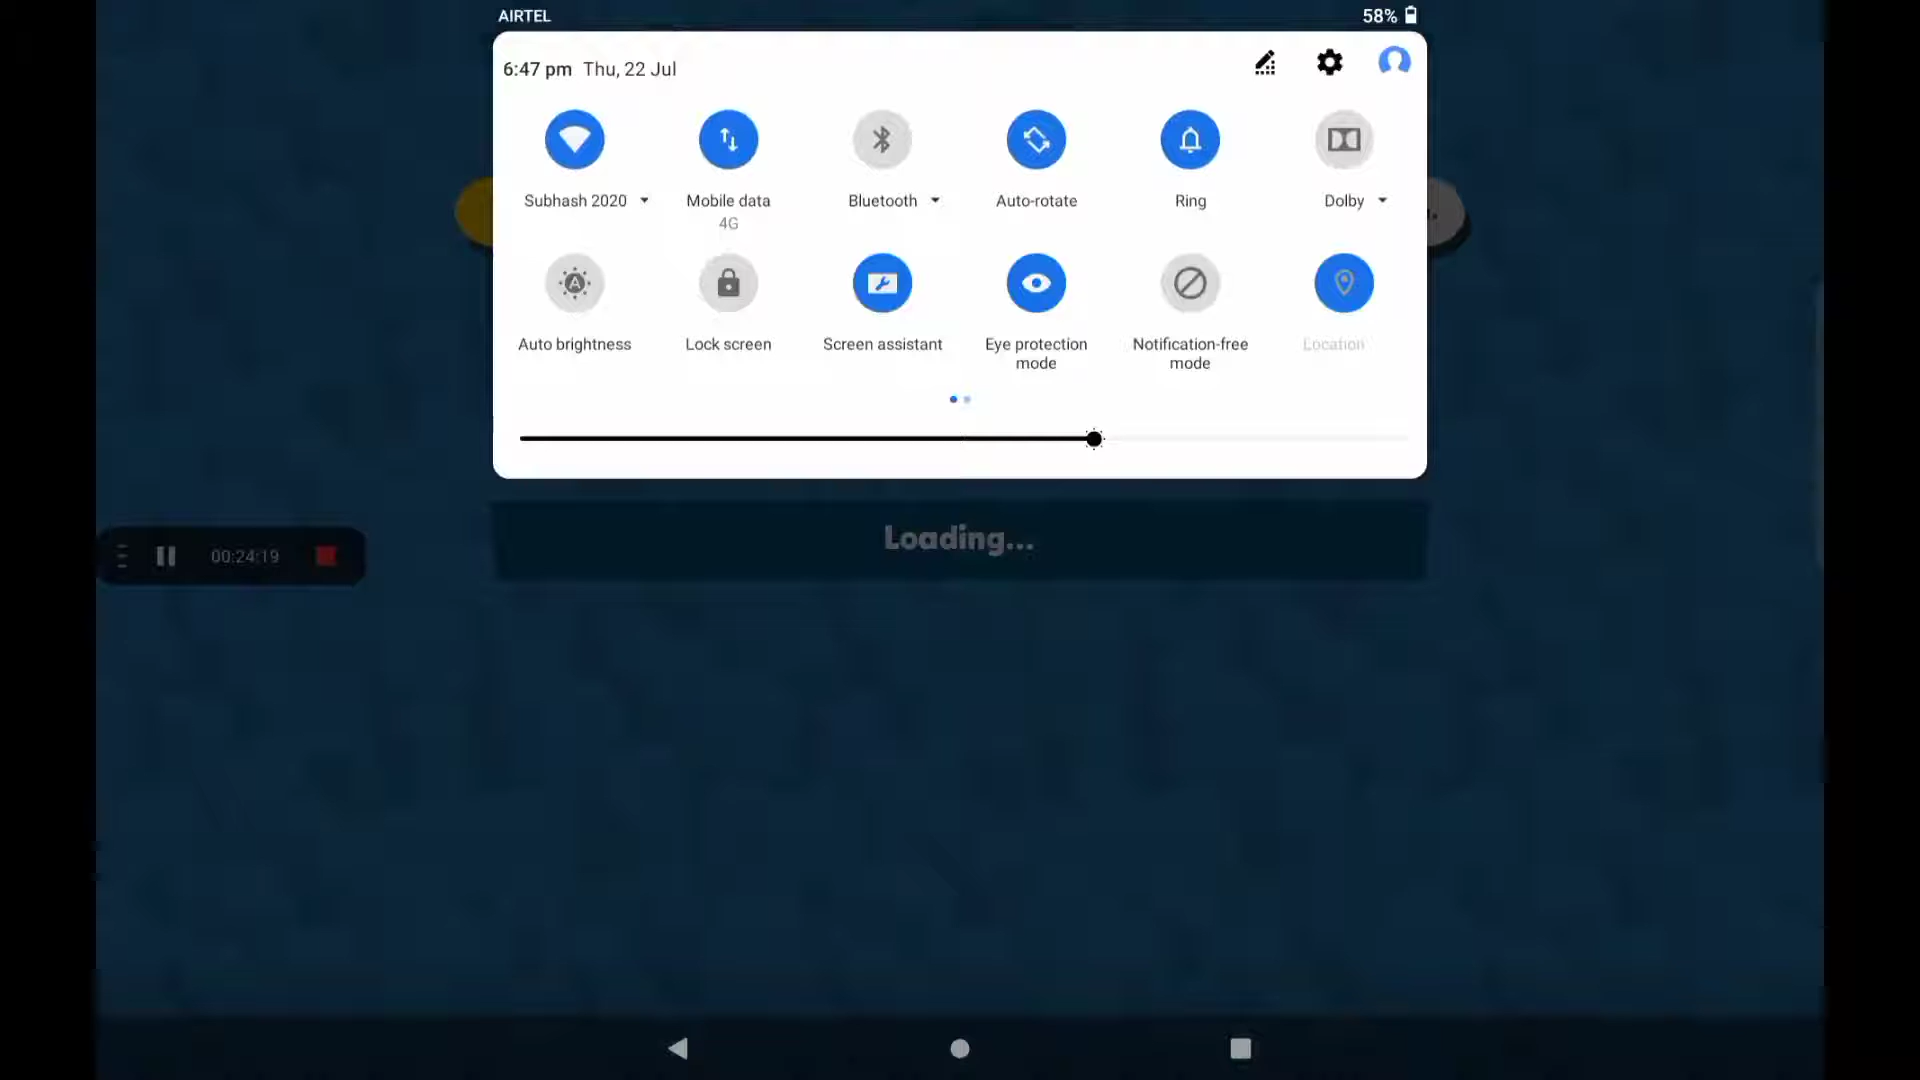 AIRTEL 58%
6:47 pm Thu, 22 Jul
Subhash 2020 Mobile data Bluetooth Auto-rotate Ring Dolby
4G
Auto brightness Lock screen Screen assistant Eye protection Notification-free Location
mode mode
Loading...
00:24:19